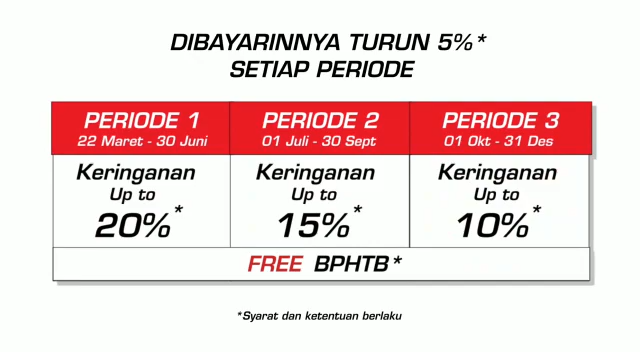 DIBAYARINNYA TURUN 5%*
SETIAP PERIODE
PERIODE 1
22 Maret - 30 Juni
PERIODE 2
01 Juli - 30 Sept
PERIODE 3
01 Okt - 31 Des
Keringanan
Up to
20%*
Keringanan
Up to
15%*
Keringanan
Up to
10%*
FREE BPHTB*
*Syarat dan ketentuan berlaku